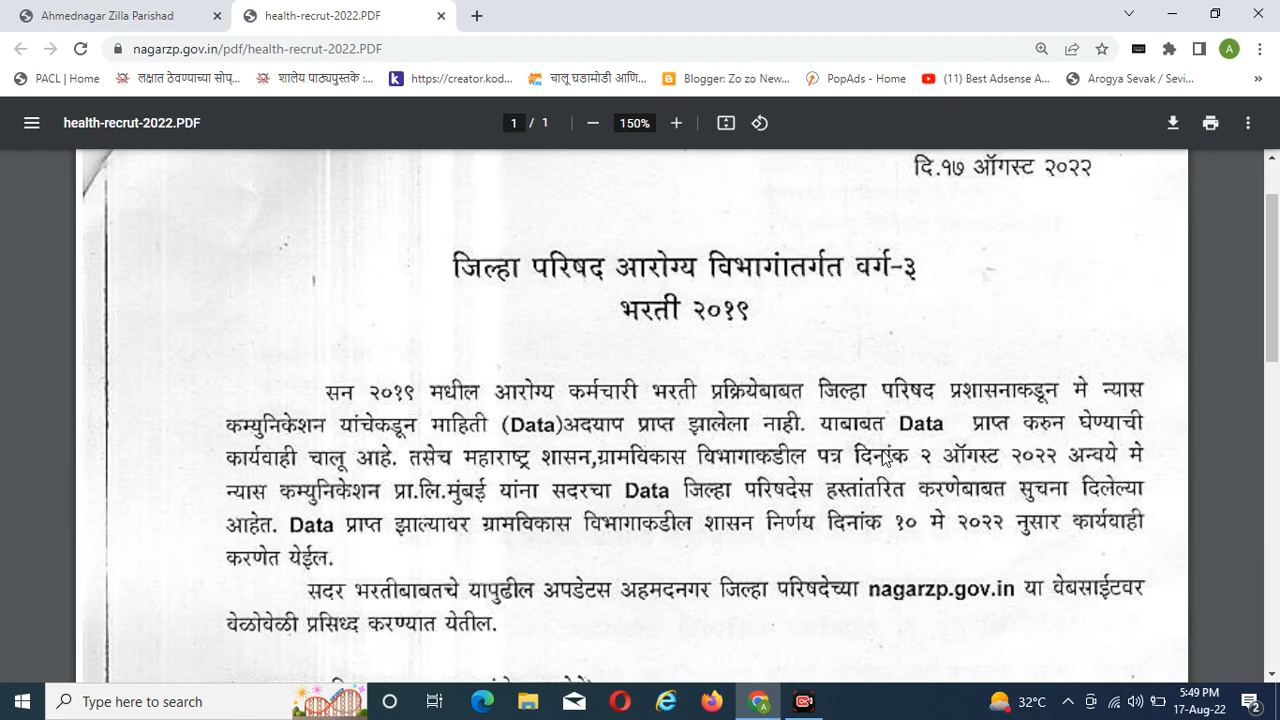 Ahmednagar Zilla Parishad
health-recrut-2022.PDF
nagarzp.gov.in/pdf/health-recrut-2022.PDF
A
PACL | Home
लक्षात ठेवण्याच्या सोप्...
शालेय पाठ्यपुस्तके :...
https://creator.kod...
चालू घडामोडी आणि...
Blogger: Zo zo New...
PopAds - Home
(11) Best Adsense A...
Arogya Sevak / Sevi...
»
health-recrut-2022.PDF
1 / 1
150%
दि.१७ ऑगस्ट २०२२
जिल्हा परिषद आरोग्य विभागांतर्गत वर्ग-३
भरती २०१९
सन २०१९ मधील आरोग्य कर्मचारी भरती प्रक्रियेबाबत जिल्हा परिषद प्रशासनाकडून मे न्यास
कम्युनिकेशन यांचेकडून माहिती (Data)अदयाप प्राप्त झालेला नाही. याबाबत Data प्राप्त करुन घेण्याची
कार्यवाही चालू आहे. तसेच महाराष्ट्र शासन,ग्रामविकास विभागाकडील पत्र दिनांक २ ऑगस्ट २०२२ अन्वये मे
न्यास कम्युनिकेशन प्रा.लि.मुंबई यांना सदरचा Data जिल्हा परिषदेस हस्तांतरित करणेबाबत सुचना दिलेल्या
आहेत. Data प्राप्त झाल्यावर ग्रामविकास विभागाकडील शासन निर्णय दिनांक १० मे २०२२ नुसार कार्यवाही
करणेत येईल.
सदर भरतीबाबतचे यापुढील अपडेटस अहमदनगर जिल्हा परिषदेच्या nagarzp.gov.in या वेबसाईटवर
वेळोवेळी प्रसिध्द करण्यात येतील.
Type here to search
32°C
5:49 PM
17-Aug-22
2